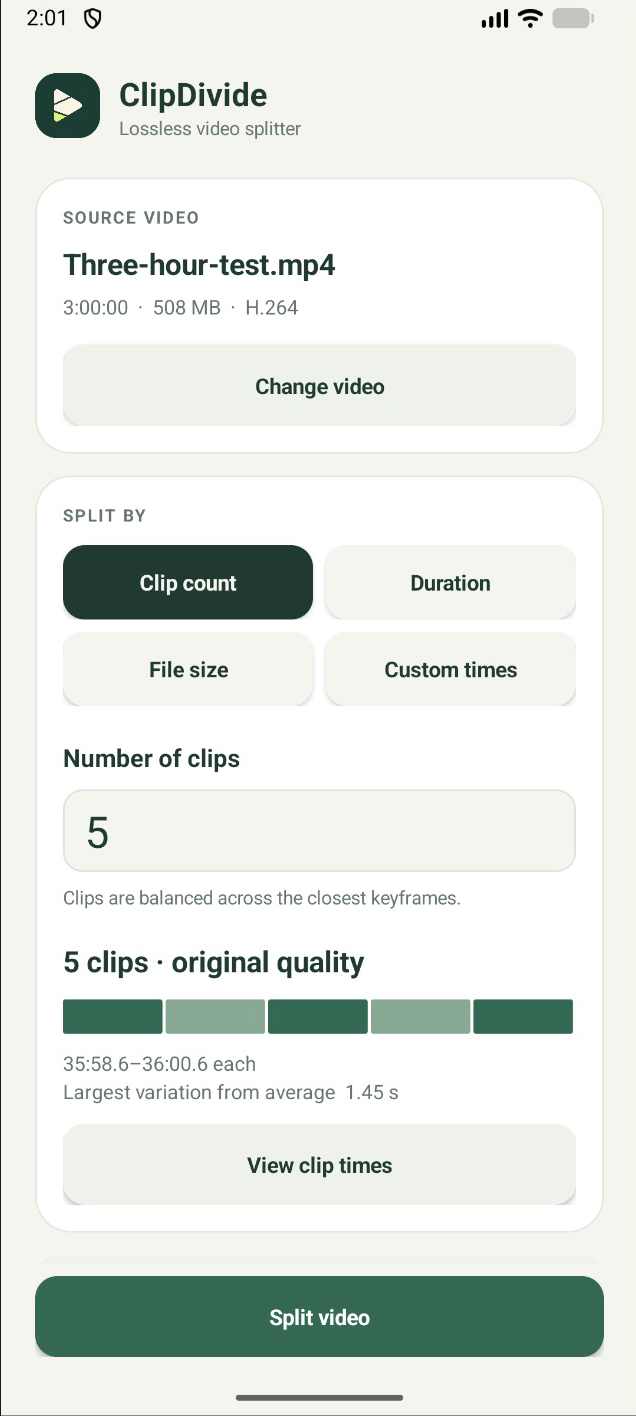 2:01
ClipDivide
Lossless video splitter
SOURCE VIDEO
Three-hour-test.mp4
3:00:00 · 508 MB · H.264
Change video
SPLIT BY
Clip count
Duration
File size
Custom times
Number of clips
5
Clips are balanced across the closest keyframes.
5 clips · original quality
35:58.6–36:00.6 each
Largest variation from average 1.45 s
View clip times
Split video